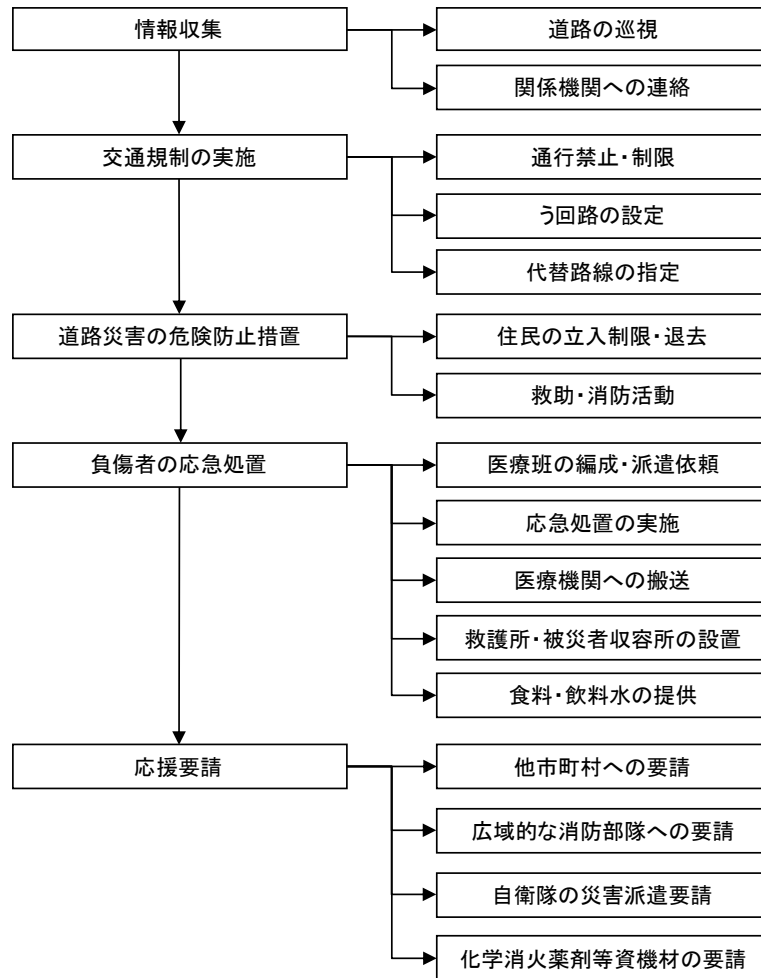 情報収集
道路の巡視
関係機関への連絡
交通規制の実施
通行禁止・制限
う回路の設定
代替路線の指定
道路災害の危険防止措置
住民の立入制限・退去
救助・消防活動
負傷者の応急処置
医療班の編成・派遣依頼
応急処置の実施
医療機関への搬送
救護所・被災者収容所の設置
食料・飲料水の提供
応援要請
他市町村への要請
広域的な消防部隊への要請
自衛隊の災害派遣要請
化学消火薬剤等資機材の要請